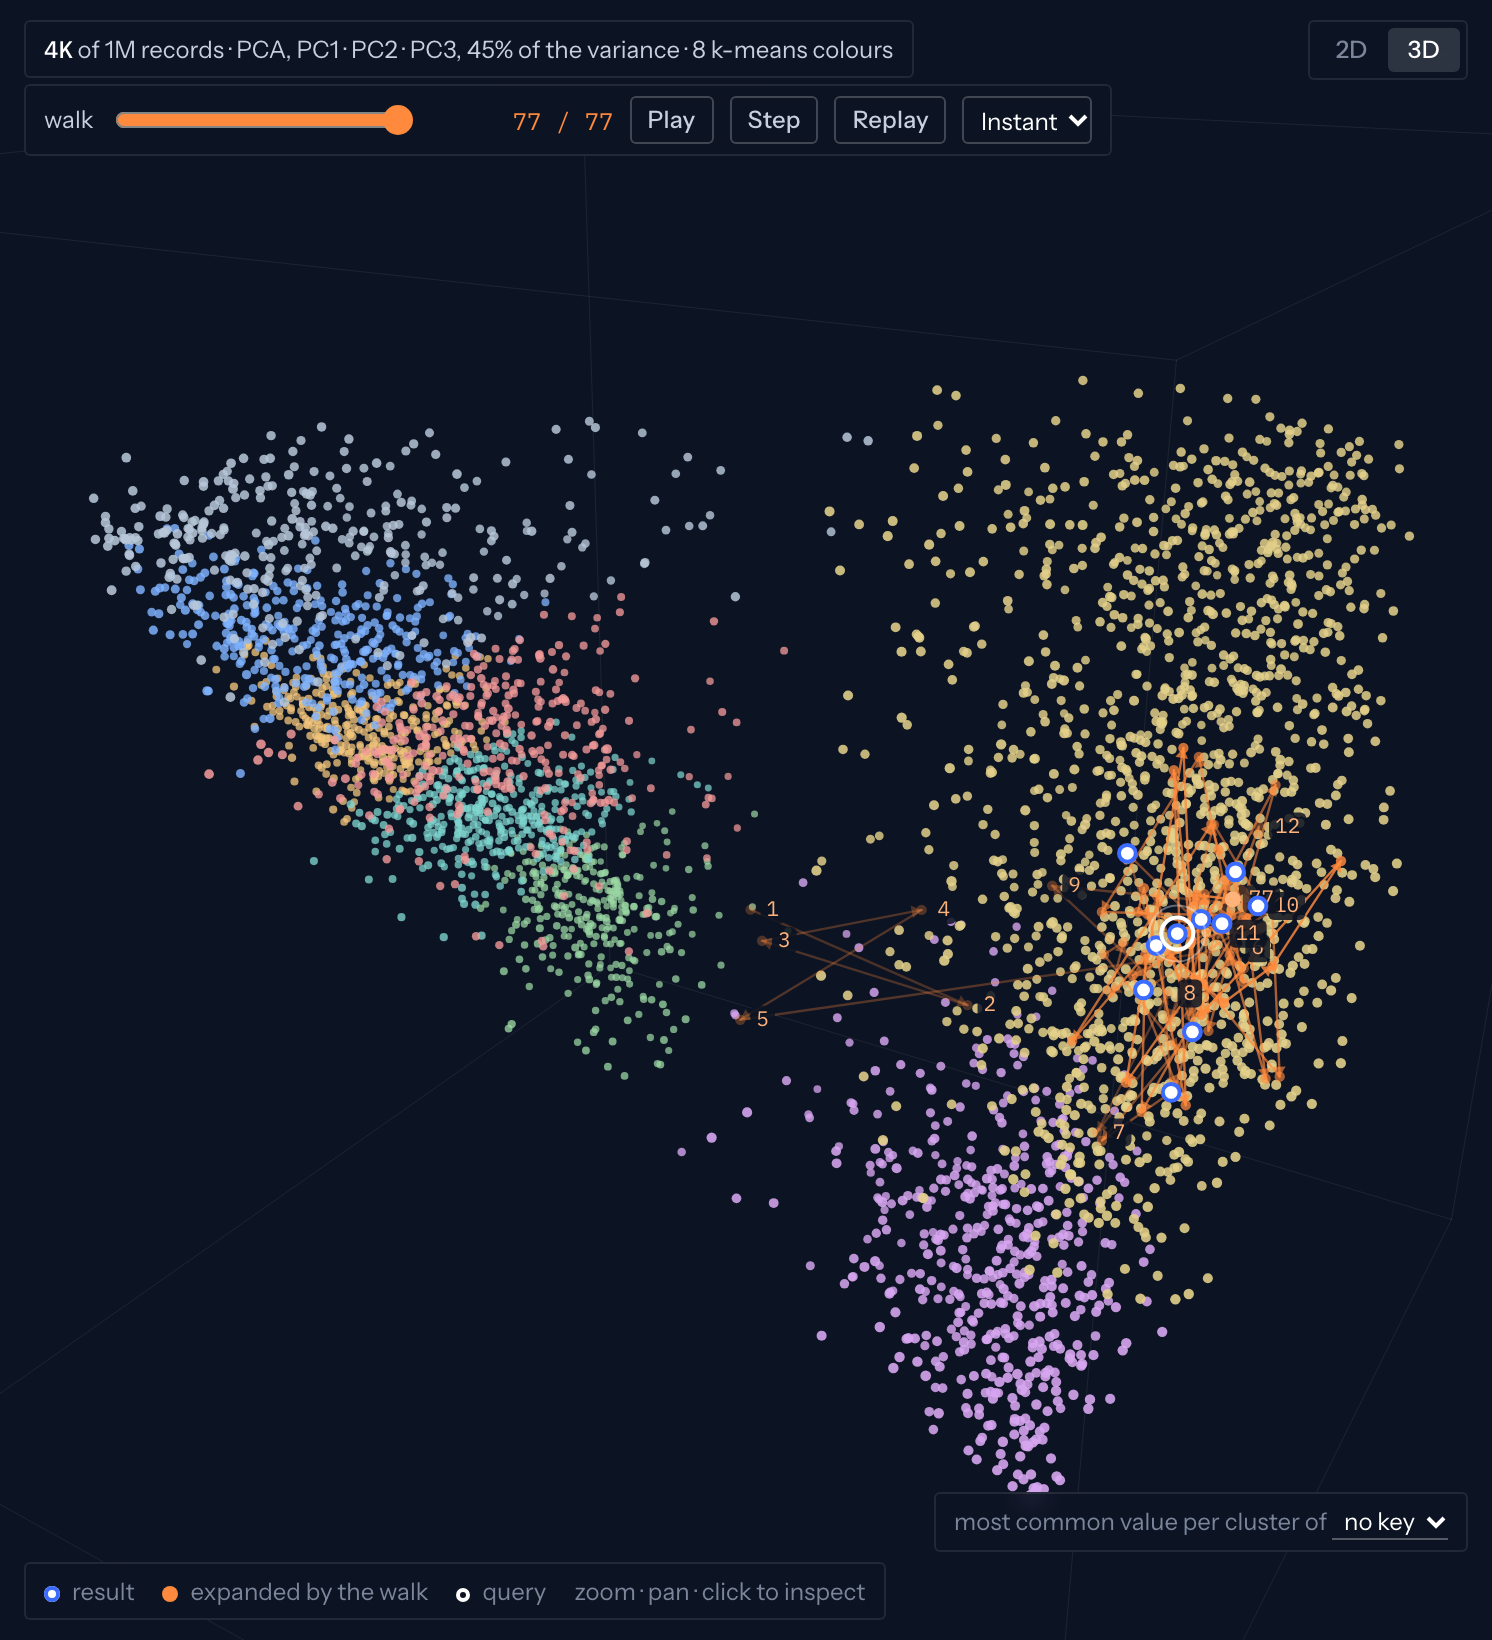 4K of 1M records · PCA, PC1 · PC2 · PC3, 45% of the variance · 8 k-means colours
2D 3D
walk 77 / 77 Play Step Replay Instant
12
9
77 10
1
4
3
11
8
2
5
7
most common value per cluster of no key
result expanded by the walk query zoom · pan · click to inspect